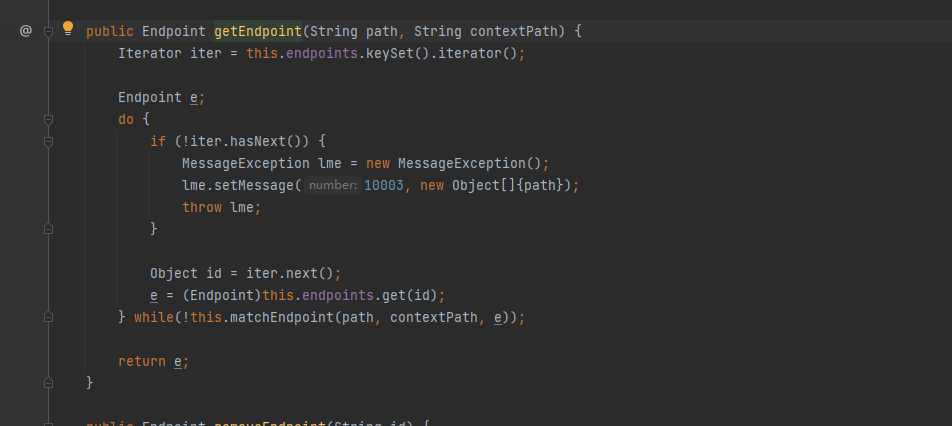 @ public Endpoint getEndpoint(String path, String contextPath) {
Iterator iter = this.endpoints.keySet().iterator();
Endpoint e;
do {
if (!iter.hasNext()) {
MessageException lme = new MessageException();
lme.setMessage( number: 10003, new Object[]{path});
throw lme;
}
Object id = iter.next();
e = (Endpoint)this.endpoints.get(id);
} while(!this.matchEndpoint(path, contextPath, e));
return e;
}
public Endpoint removeEndpoint(String id) {